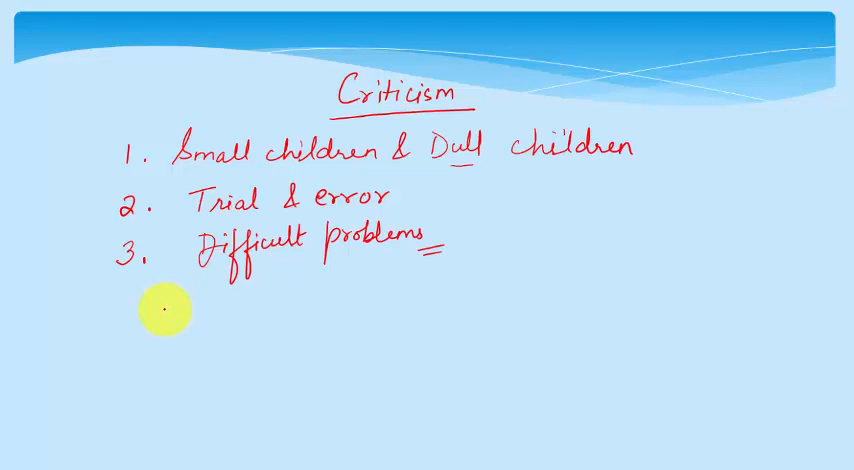 Criticism
1. Small children & Dull children
2. Trial & error
3. Difficult problems